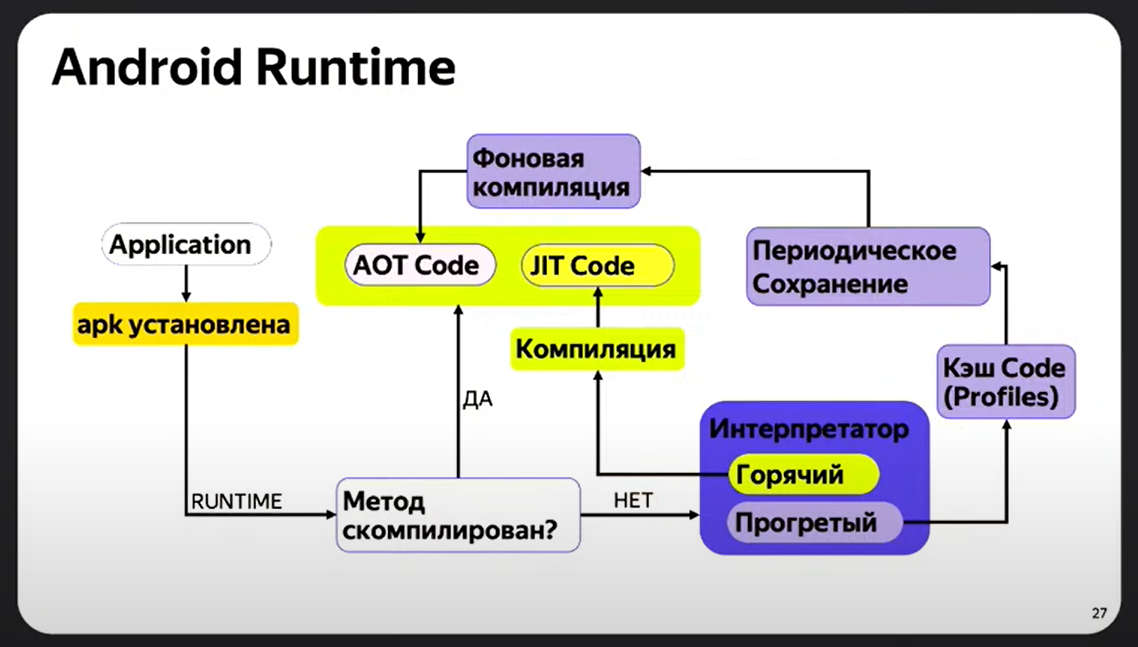 Android Runtime
Фоновая
компиляция
Application
AOT Code
JIT Code
Периодическое
Сохранение
apk установлена
Компиляция
Кэш Code
(Profiles)
ДА
Интерпретатор
Горячий
RUNTIME
Метод
скомпилирован?
НЕТ
Прогретый
27